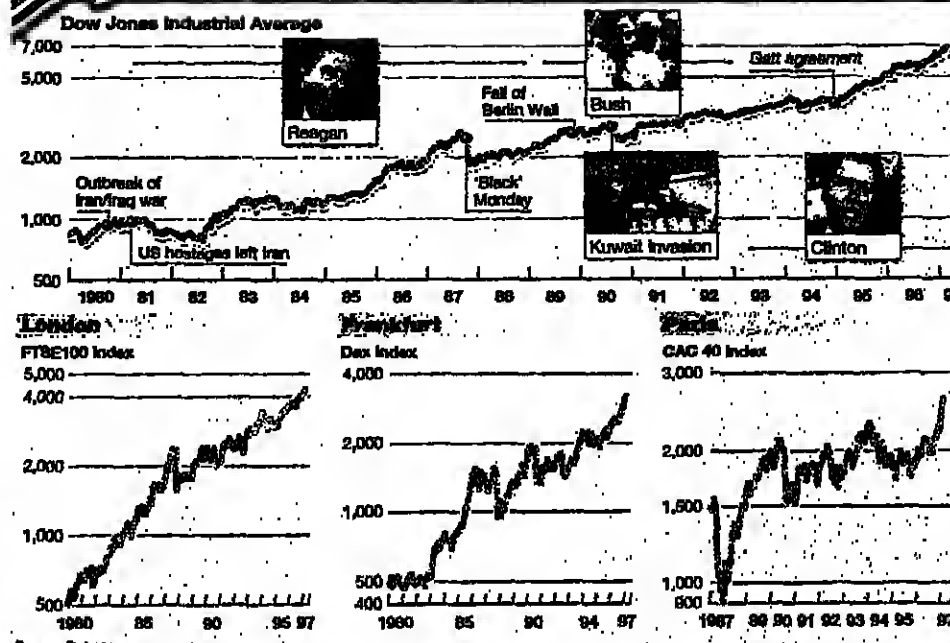 Dow Jones Industrial Average
7,000
5,000
2,000
1,000
500
Reagan
Bush
Gatt agreement
Fall of
Berlin Wall
Outbreak of
Iran/Iraq war
US hostages left Iran
'Black'
Monday
Kuwait Invasion
Clinton
1980 81 82 83 84 85 86 87 88 89 90 91 92 93 94 95 96
London
FTSE100 Index
5,000
4,000
2,000
1,000
500
1980 85 90 95 97
Frankfurt
Dax Index
4,000
2,000
1,000
500
400
1980 85 90 94 97
Paris
CAC 40 Index
3,000
2,000
1,500
1,000
800
1987 89 90 91 92 93 94 95